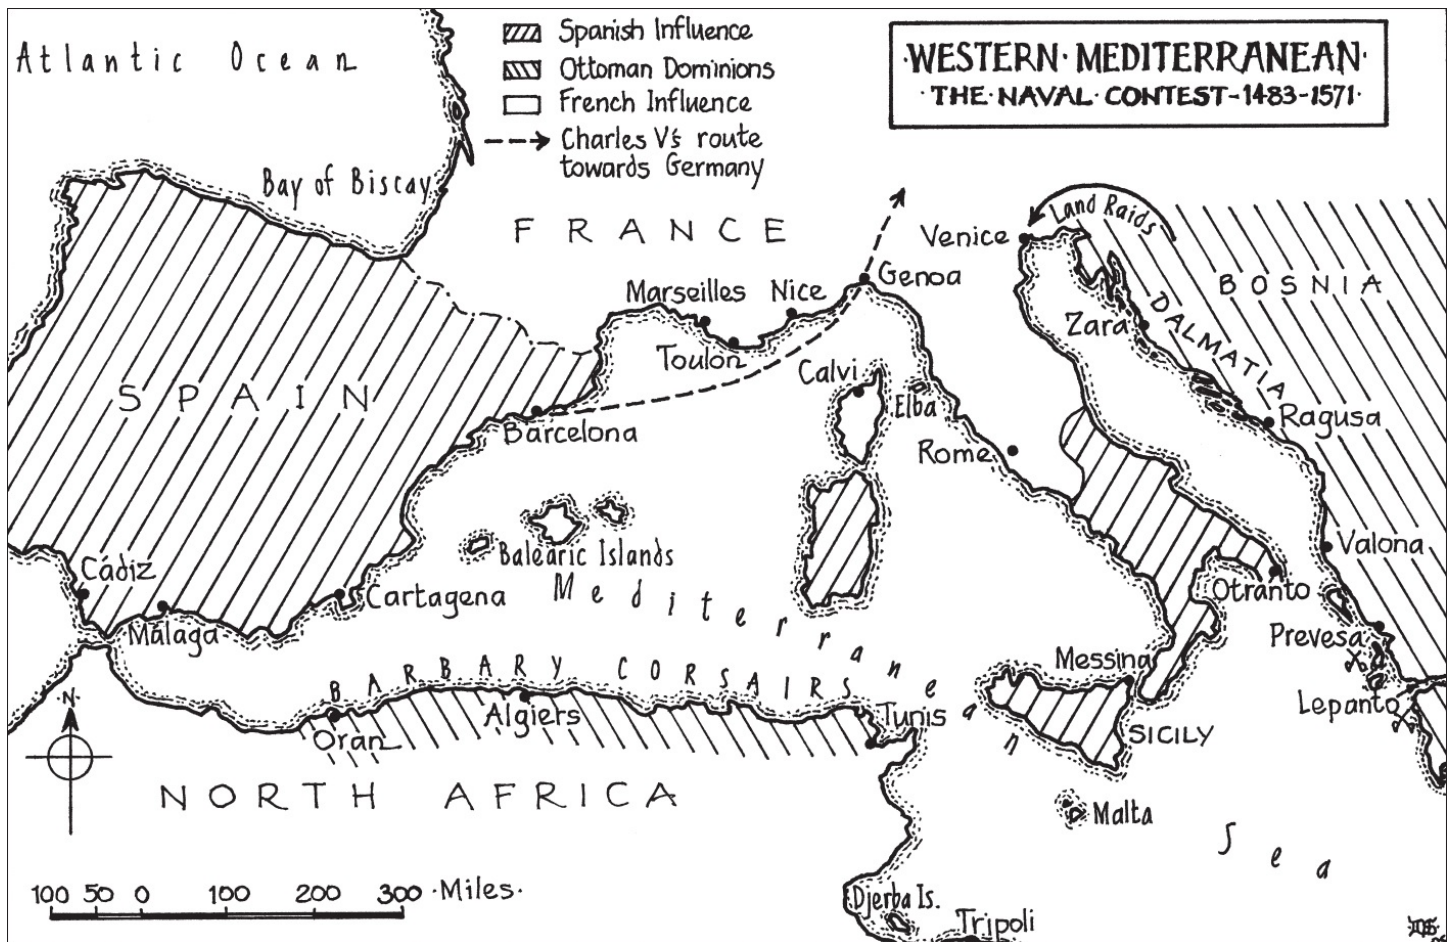 Atlantic Ocean
Spanish Influence
Ottoman Dominions
French Influence
Charles V's route
towards Germany
·WESTERN·MEDITERRANEAN·
·THE·NAVAL·CONTEST-1483-1571·
Bay of Biscay
FRANCE
Venice
Land Raids
BOSNIA
Genoa
Marseilles
Nice
Zara
DALMATIA
Toulon
Calvi
Elba
SPAIN
Barcelona
Rome
Ragusa
Balearic Islands
Valona
Cádiz
Cartagena
Mediterranean Sea
Otranto
Málaga
Prevesa
Messina
BARBARY CORSAIRS
Lepanto
·N·
Algiers
Tunis
Oran
SICILY
NORTH AFRICA
Malta
100 50 0 100 200 300 ·Miles·
Djerba Is.
Tripoli